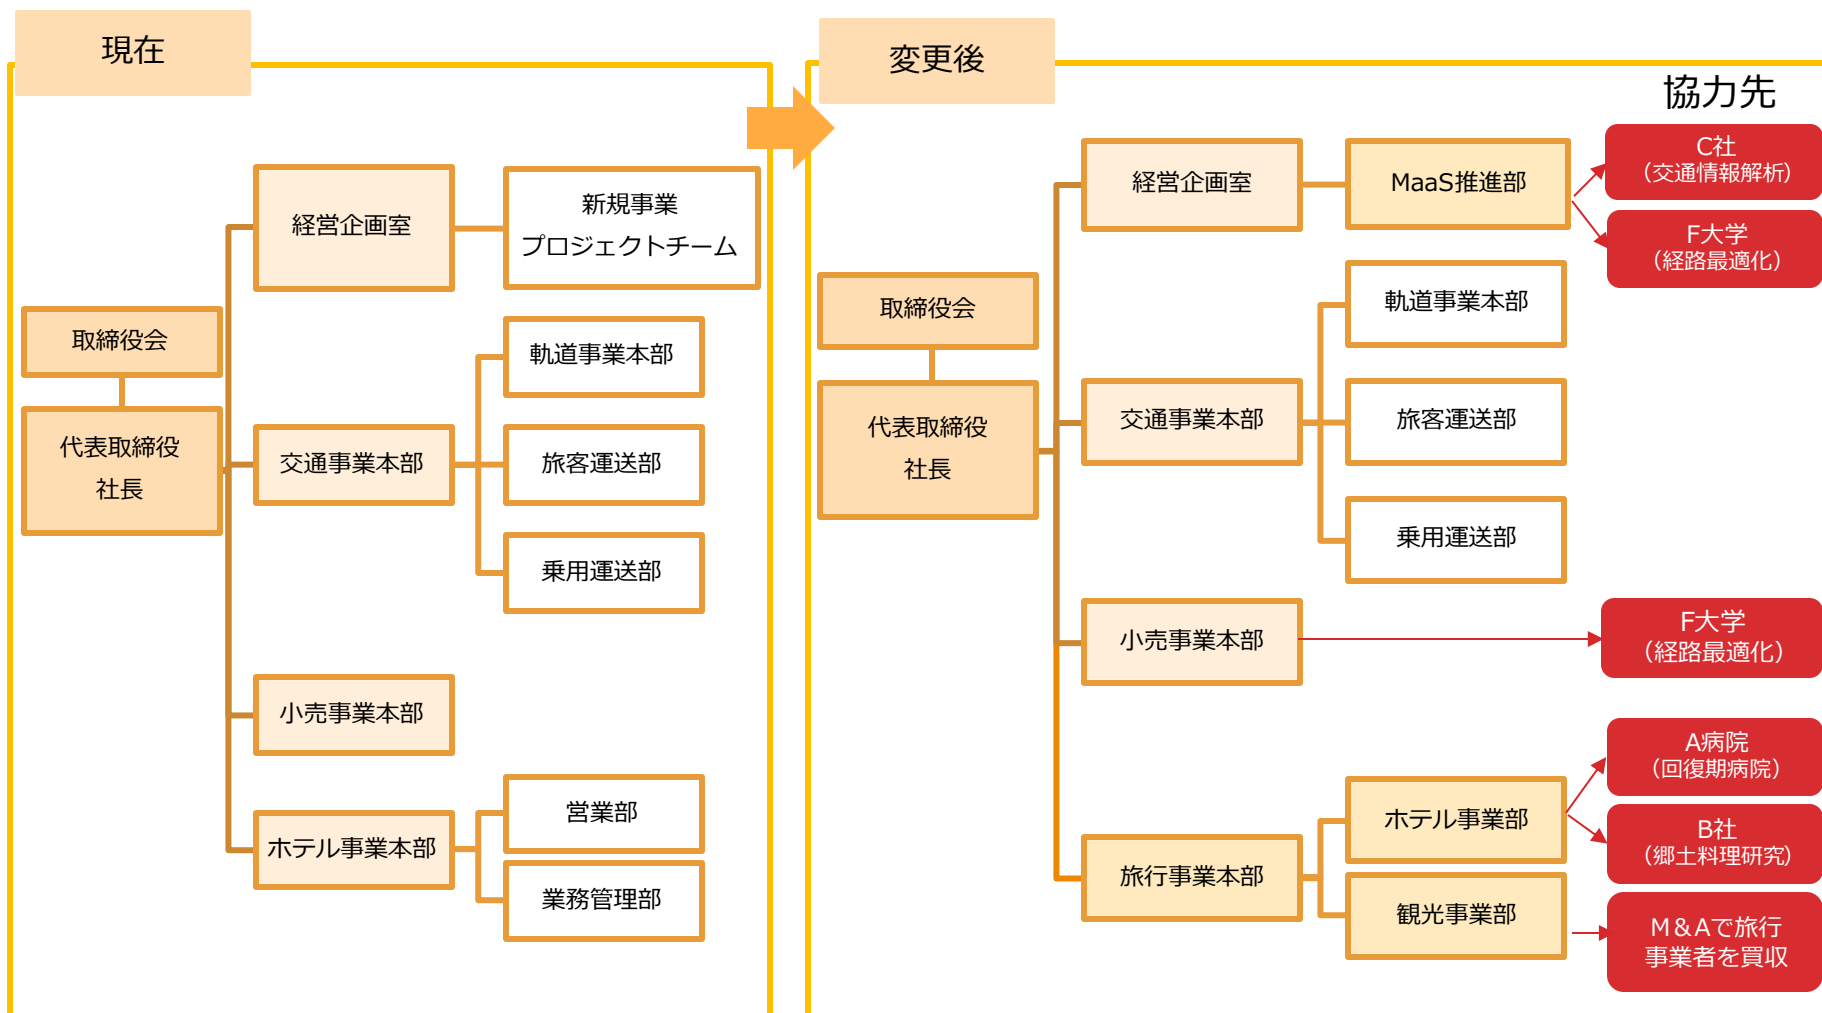 現在
取締役会
代表取締役
社長
経営企画室
新規事業
プロジェクトチーム
交通事業本部
軌道事業本部
旅客運送部
乗用運送部
小売事業本部
ホテル事業本部
営業部
業務管理部
変更後
協力先
取締役会
代表取締役
社長
経営企画室
MaaS推進部
C社
（交通情報解析）
F大学
（経路最適化）
交通事業本部
軌道事業本部
旅客運送部
乗用運送部
小売事業本部
F大学
（経路最適化）
旅行事業本部
ホテル事業部
A病院
（回復期病院）
B社
（郷土料理研究）
観光事業部
M＆Aで旅行
事業者を買収